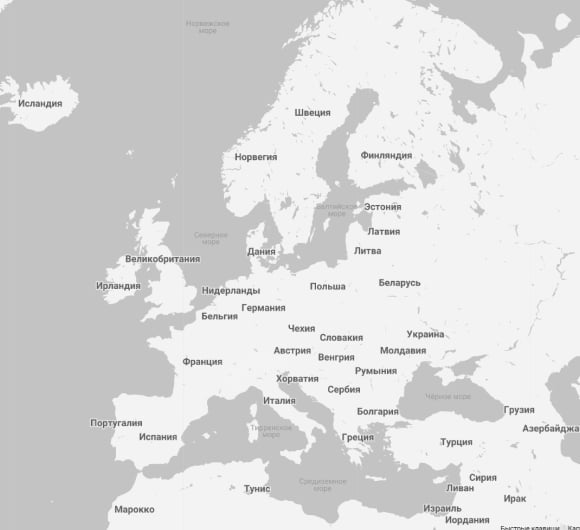 Норвежское
море
Исландия
Швеция
Норвегия
Финляндия
Балтийское
море
Эстония
Северное
море
Латвия
Дания
Литва
Великобритания
Ирландия
Нидерланды
Польша
Беларусь
Германия
Бельгия
Чехия
Словакия
Украина
Австрия
Венгрия
Молдавия
Франция
Румыния
Хорватия
Сербия
Чёрное море
Италия
Болгария
Грузия
Португалия
Тирренское
море
Азербайджа
Испания
Греция
Турция
Средиземное
море
Сирия
Тунис
Ливан
Ирак
Марокко
Израиль
Иордания
Быстрые клавиши
Кар